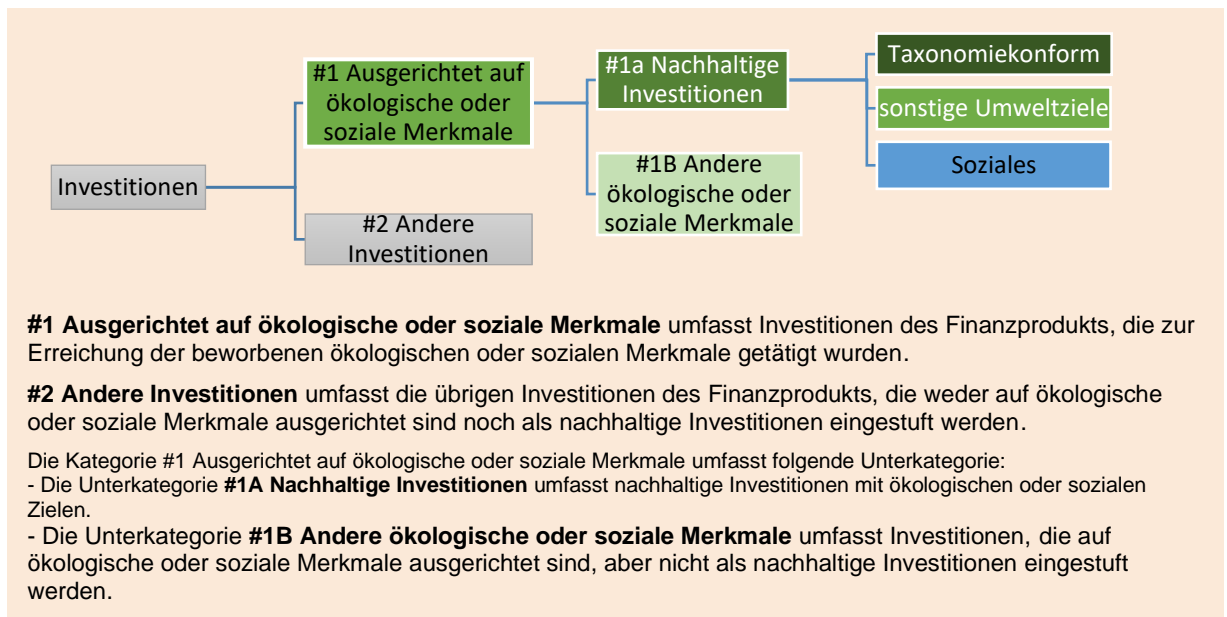 Taxonomiekonform
#1 Ausgerichtet auf
ökologische oder
soziale Merkmale
#1a Nachhaltige
Investitionen
sonstige Umweltziele
Soziales
#1B Andere
ökologische oder
soziale Merkmale
Investitionen
#2 Andere
Investitionen
#1 Ausgerichtet auf ökologische oder soziale Merkmale umfasst Investitionen des Finanzprodukts, die zur
Erreichung der beworbenen ökologischen oder sozialen Merkmale getätigt wurden.
#2 Andere Investitionen umfasst die übrigen Investitionen des Finanzprodukts, die weder auf ökologische
oder soziale Merkmale ausgerichtet sind noch als nachhaltige Investitionen eingestuft werden.
Die Kategorie #1 Ausgerichtet auf ökologische oder soziale Merkmale umfasst folgende Unterkategorie:
- Die Unterkategorie #1A Nachhaltige Investitionen umfasst nachhaltige Investitionen mit ökologischen oder sozialen
Zielen.
- Die Unterkategorie #1B Andere ökologische oder soziale Merkmale umfasst Investitionen, die auf
ökologische oder soziale Merkmale ausgerichtet sind, aber nicht als nachhaltige Investitionen eingestuft
werden.